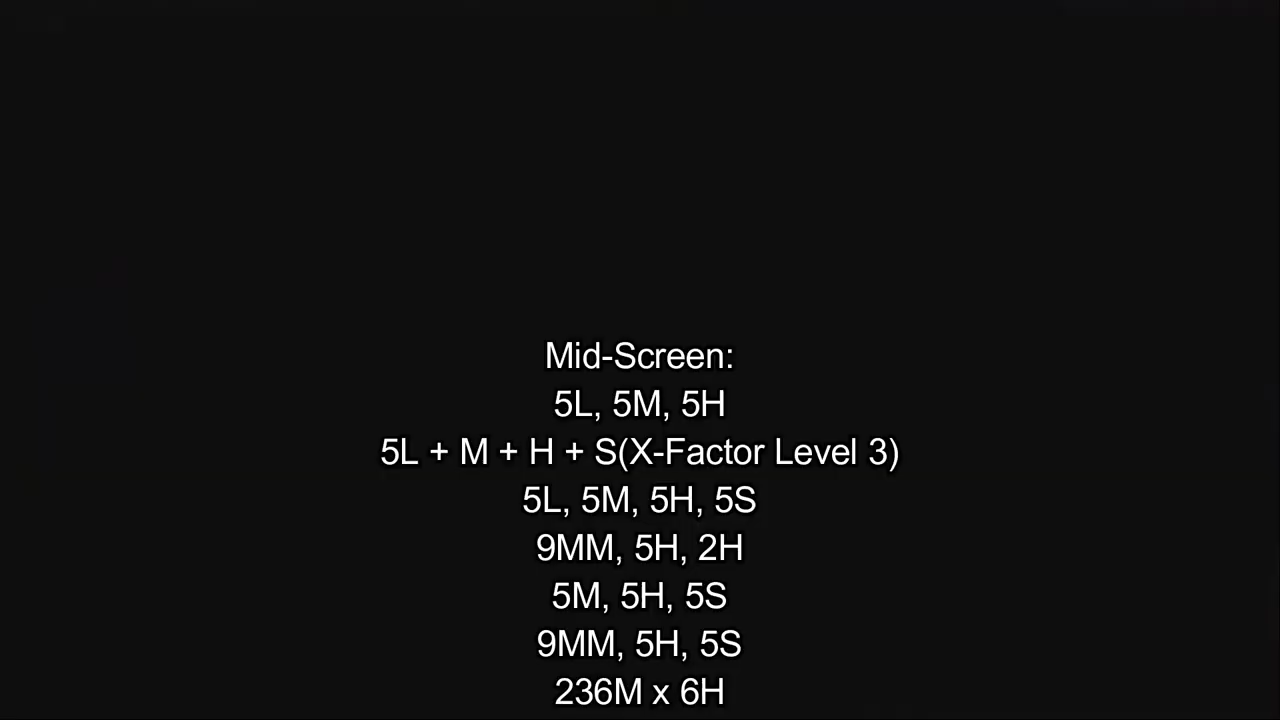 Mid-Screen:
5L, 5M, 5H
5L + M + H + S(X-Factor Level 3)
5L, 5M, 5H, 5S
9MM, 5H, 2H
5M, 5H, 5S
9MM, 5H, 5S
236M x 6H